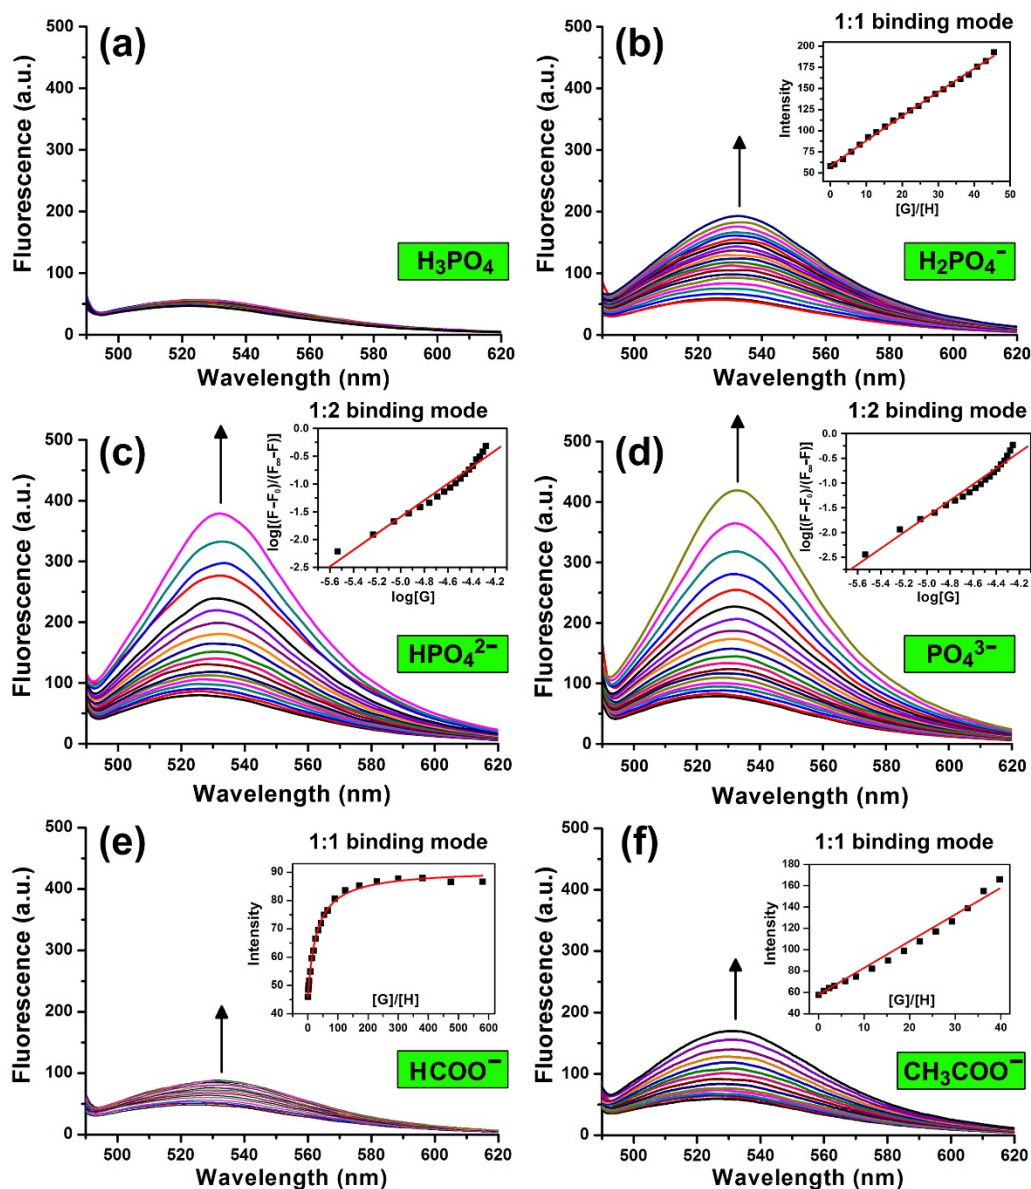 (a)
500
400
300
200
100
0
Fluorescence (a.u.)
H₃PO₄
500 520 540 560 580 600 620
Wavelength (nm)
1:1 binding mode
(b)
500
400
300
200
100
0
Fluorescence (a.u.)
200
175
150
125
100
75
50
Intensity
0 10 20 30 40 50
[G]/[H]
H₂PO₄⁻
500 520 540 560 580 600 620
Wavelength (nm)
1:2 binding mode
(c)
500
400
300
200
100
0
Fluorescence (a.u.)
0.0
-0.5
-1.0
-1.5
-2.0
-2.5
log[(F−F₀)/(F∞−F)]
-5.6 -5.4 -5.2 -5.0 -4.8 -4.6 -4.4 -4.2
log[G]
HPO₄²⁻
500 520 540 560 580 600 620
Wavelength (nm)
1:2 binding mode
(d)
500
400
300
200
100
0
Fluorescence (a.u.)
0.0
-0.5
-1.0
-1.5
-2.0
-2.5
log[(F−F₀)/(F∞−F)]
-5.6 -5.4 -5.2 -5.0 -4.8 -4.6 -4.4 -4.2
log[G]
PO₄³⁻
500 520 540 560 580 600 620
Wavelength (nm)
(e)
1:1 binding mode
500
400
300
200
100
0
Fluorescence (a.u.)
90
80
70
60
50
40
Intensity
[G]/[H]
0 100 200 300 400 500 600
HCOO⁻
500 520 540 560 580 600 620
Wavelength (nm)
(f)
1:1 binding mode
500
400
300
200
100
0
Fluorescence (a.u.)
180
160
140
120
100
80
60
40
Intensity
[G]/[H]
0 10 20 30 40
CH₃COO⁻
500 520 540 560 580 600 620
Wavelength (nm)